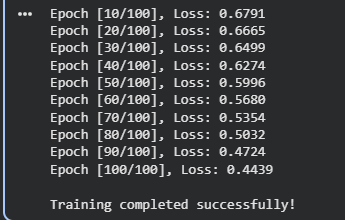 Epoch [10/100], Loss: 0.6791
Epoch [20/100], Loss: 0.6665
Epoch [30/100], Loss: 0.6499
Epoch [40/100], Loss: 0.6274
Epoch [50/100], Loss: 0.5996
Epoch [60/100], Loss: 0.5680
Epoch [70/100], Loss: 0.5354
Epoch [80/100], Loss: 0.5032
Epoch [90/100], Loss: 0.4724
Epoch [100/100], Loss: 0.4439
Training completed successfully!